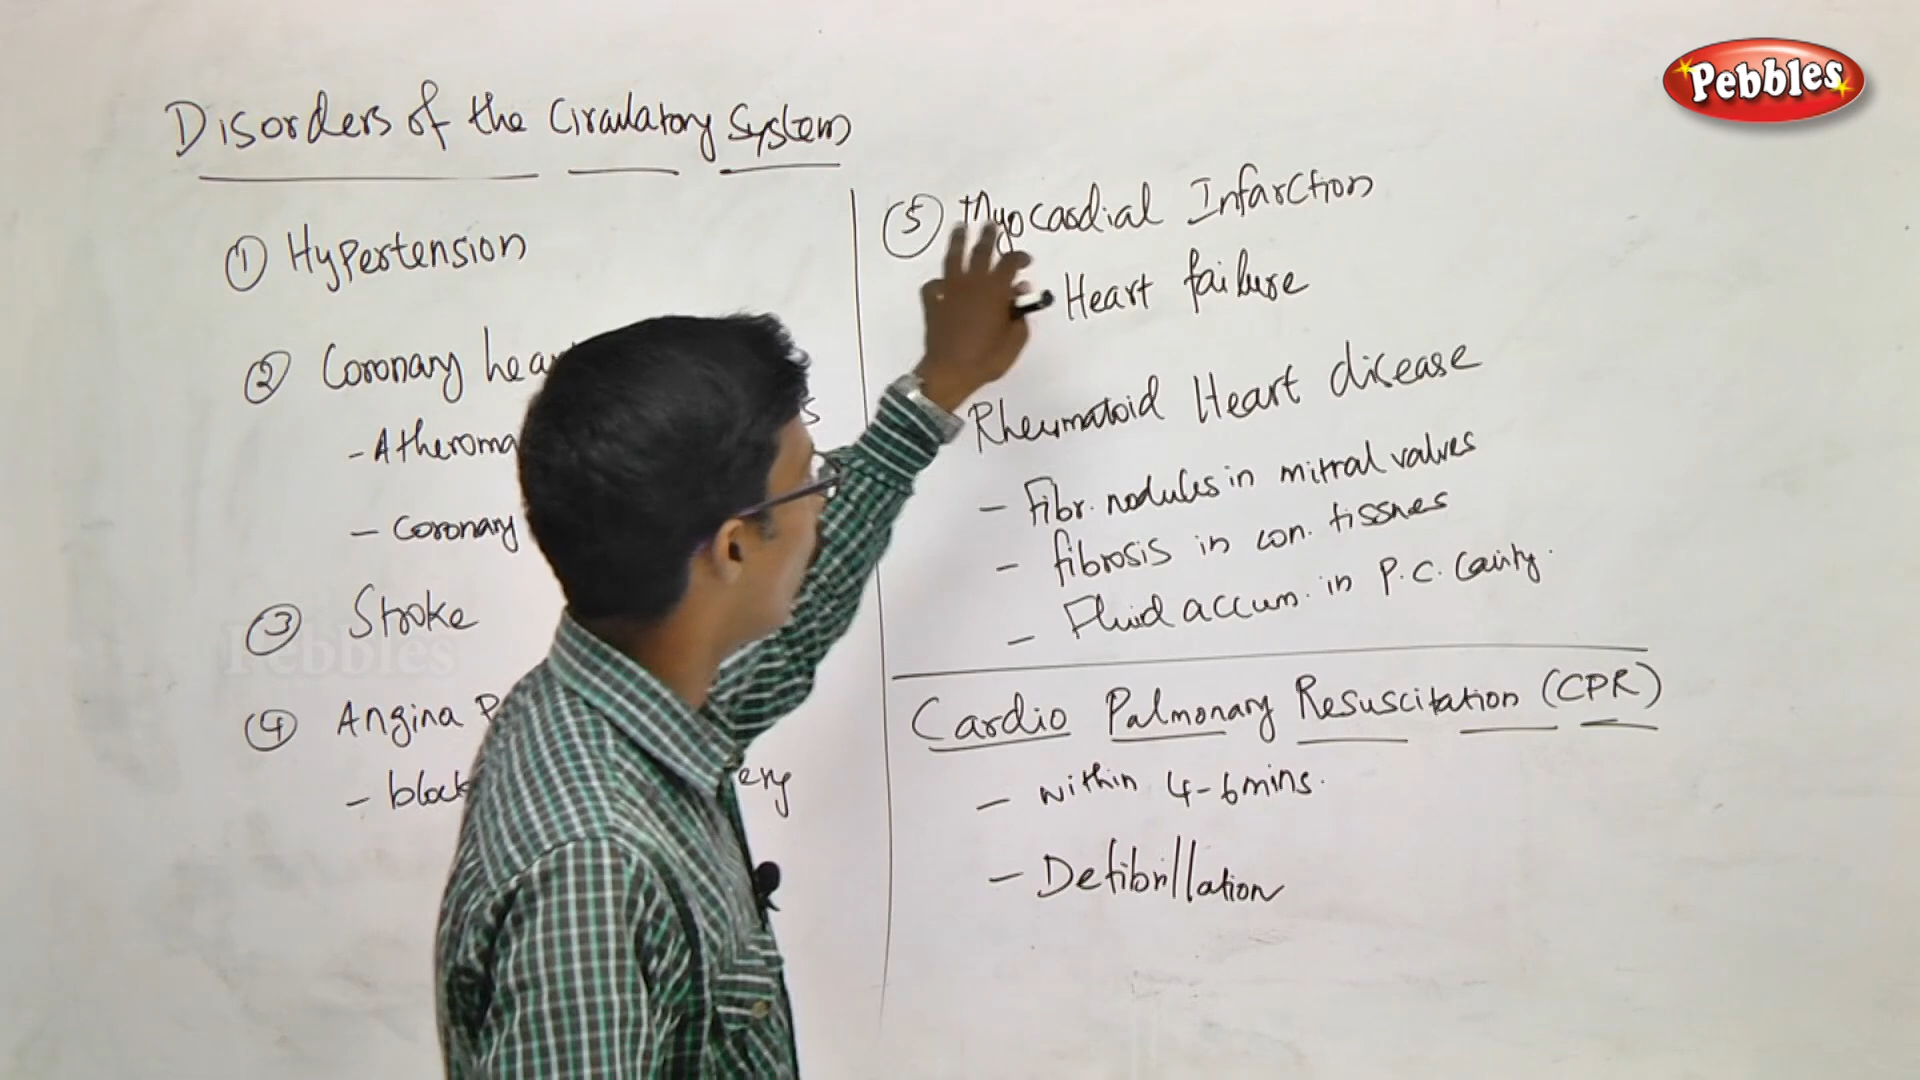 Disorders of the Circulatory System
① Hypertension
② Coronary hea
- Atheroma
- Coronary
③ Stroke
④ Angina P
- block
ery
⑤ Myocardial Infarction
Heart failure
Rheumatoid Heart disease
- Fibr. nodules in mitral valves
- fibrosis in con. tissues
- Fluid accum. in P.C. Cavity.
Cardio Pulmonary Resuscitation (CPR)
- within 4-6mins.
- Defibrillation
Pebbles
Pebbles